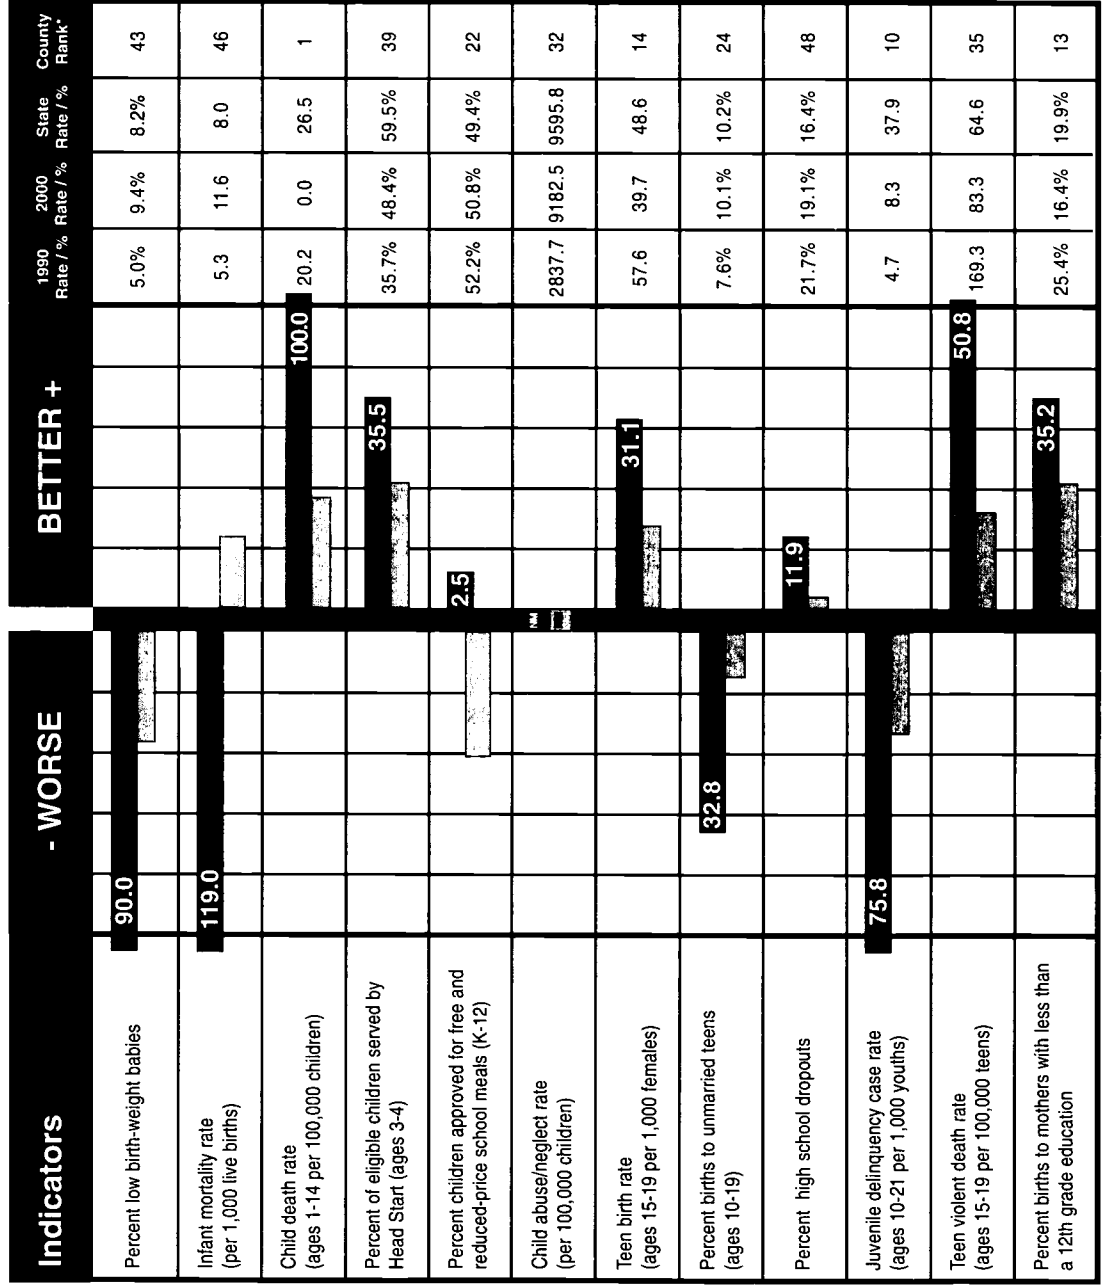 Indicators
- WORSE
BETTER +
1990
Rate / %
2000
Rate / %
State
Rate / %
County
Rank*
Percent low birth-weight babies
90.0
5.0%
9.4%
8.2%
43
Infant mortality rate
(per 1,000 live births)
119.0
5.3
11.6
8.0
46
Child death rate
(ages 1-14 per 100,000 children)
100.0
20.2
0.0
26.5
1
Percent of eligible children served by
Head Start (ages 3-4)
35.5
35.7%
48.4%
59.5%
39
Percent children approved for free and
reduced-price school meals (K-12)
2.5
52.2%
50.8%
49.4%
22
Child abuse/neglect rate
(per 100,000 children)
NM
2837.7
9182.5
9595.8
32
Teen birth rate
(ages 15-19 per 1,000 females)
31.1
57.6
39.7
48.6
14
Percent births to unmarried teens
(ages 10-19)
32.8
7.6%
10.1%
10.2%
24
Percent high school dropouts
11.9
21.7%
19.1%
16.4%
48
Juvenile delinquency case rate
(ages 10-21 per 1,000 youths)
75.8
4.7
8.3
37.9
10
Teen violent death rate
(ages 15-19 per 100,000 teens)
50.8
169.3
83.3
64.6
35
Percent births to mothers with less than
a 12th grade education
35.2
25.4%
16.4%
19.9%
13